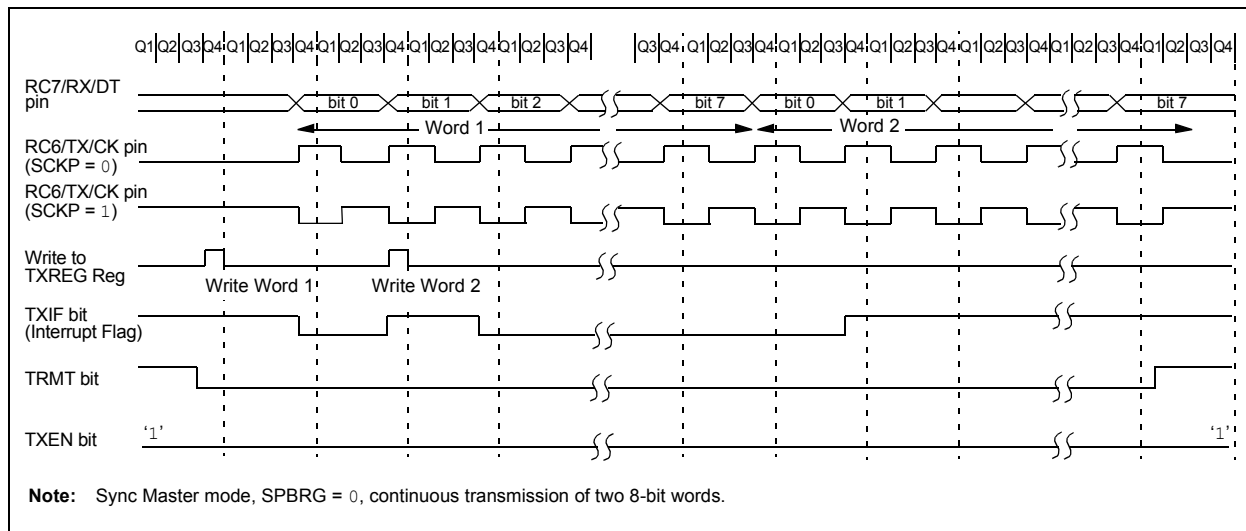 Q1 Q2 Q3 Q4 Q1 Q2 Q3 Q4 Q1 Q2 Q3 Q4 Q1 Q2 Q3 Q4 Q1 Q2 Q3 Q4 Q3 Q4 Q1 Q2 Q3 Q4 Q1 Q2 Q3 Q4 Q1 Q2 Q3 Q4 Q1 Q2 Q3 Q4 Q1 Q2 Q3 Q4 Q1 Q2 Q3 Q4
RC7/RX/DT
pin
bit 0 bit 1 bit 2 bit 7 bit 0 bit 1 bit 7
Word 1 Word 2
RC6/TX/CK pin
(SCKP = 0)
RC6/TX/CK pin
(SCKP = 1)
Write to
TXREG Reg
Write Word 1 Write Word 2
TXIF bit
(Interrupt Flag)
TRMT bit
TXEN bit
‘1’ ‘1’
Note: Sync Master mode, SPBRG = 0, continuous transmission of two 8-bit words.